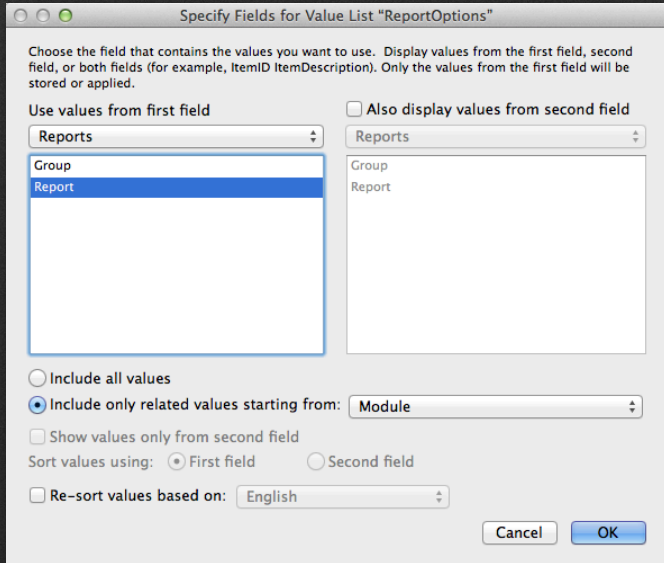 Specify Fields for Value List “ReportOptions”
Choose the field that contains the values you want to use. Display values from the first field, second
field, or both fields (for example, ItemID ItemDescription). Only the values from the first field will be
stored or applied.
Use values from first field
Also display values from second field
Reports
Reports
Group
Report
Group
Report
Include all values
Include only related values starting from: Module
Show values only from second field
Sort values using: First field Second field
Re-sort values based on: English
Cancel OK